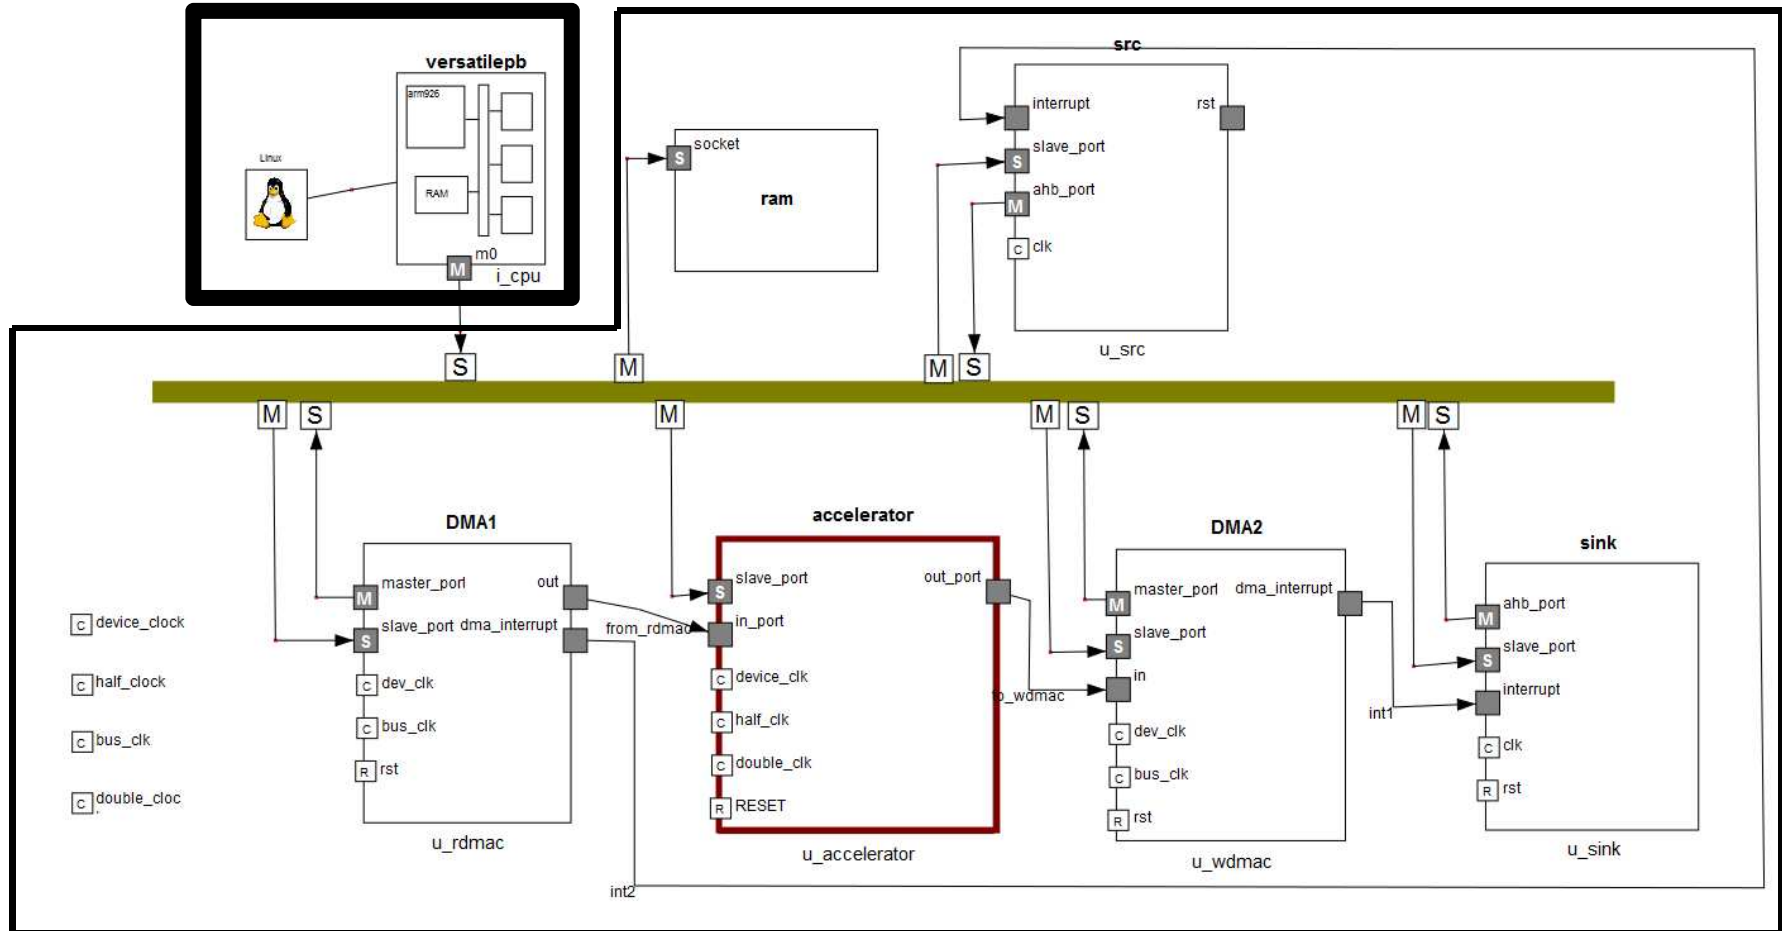 versatilepb
arm926
Linux
RAM
m0
M
i_cpu
src
interrupt
rst
S
slave_port
ahb_port
M
C
clk
u_src
socket
S
ram
S
M
M
S
M
S
M
M
S
M
S
DMA1
master_port
out
M
slave_port
dma_interrupt
S
C
dev_clk
C
bus_clk
R
rst
u_rdmac
from_rdmac
int2
C
device_clock
C
half_clock
C
bus_clk
C
double_cloc
accelerator
slave_port
out_port
S
in_port
C
device_clk
C
half_clk
C
double_clk
R
RESET
u_accelerator
to_wdmac
DMA2
master_port
dma_interrupt
M
slave_port
S
in
C
dev_clk
C
bus_clk
R
rst
u_wdmac
int1
sink
ahb_port
M
slave_port
S
interrupt
C
clk
R
rst
u_sink